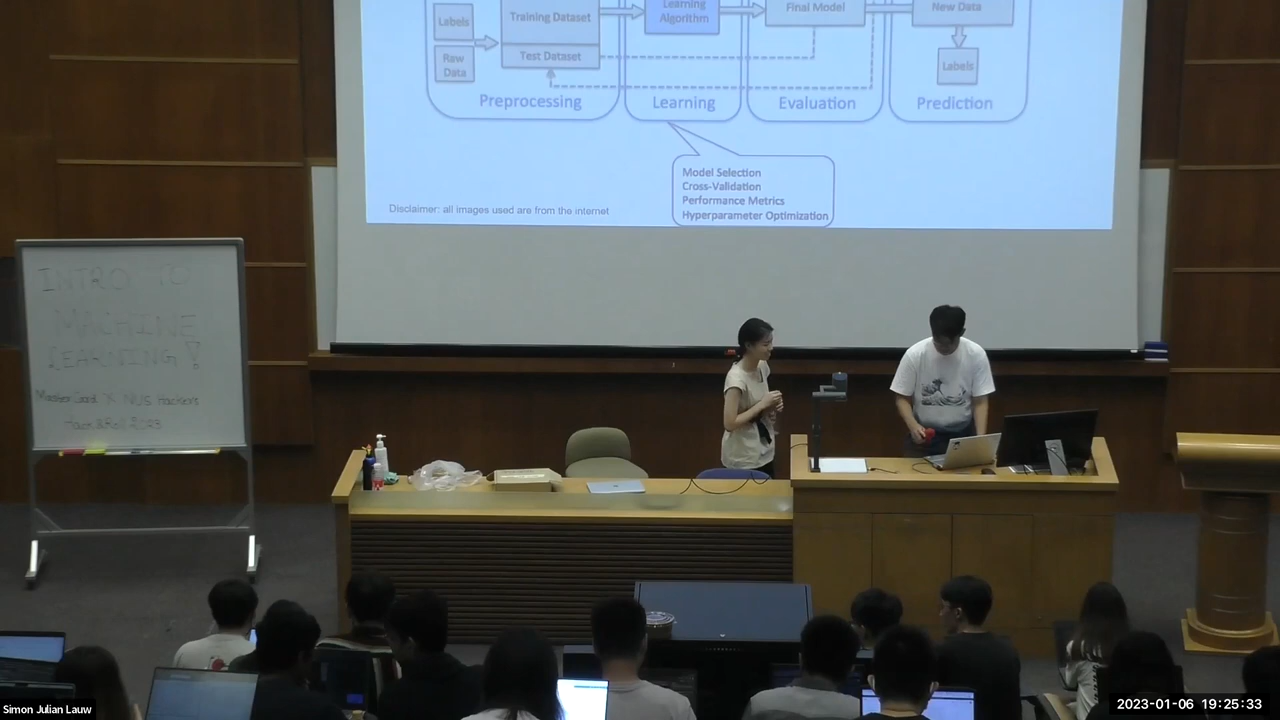 Labels
Raw
Data
Training Dataset
Test Dataset
Learning
Algorithm
Final Model
New Data
Labels
Preprocessing
Learning
Evaluation
Prediction
Model Selection
Cross-Validation
Performance Metrics
Hyperparameter Optimization
Disclaimer: all images used are from the internet
INTRO TO
MACHINE
LEARNING!
X NUS Hackers
Hack&Roll 2023
Simon Julian Lauw
2023-01-06 19:25:33